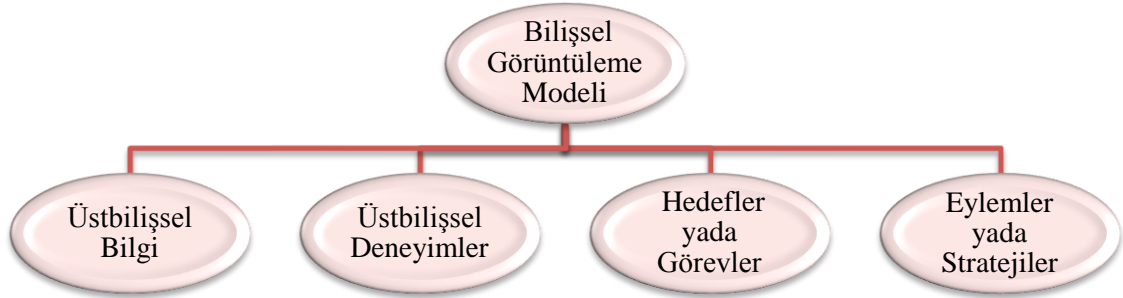 Bilişsel
Görüntüleme
Modeli
Üstbilişsel
Bilgi
Üstbilişsel
Deneyimler
Hedefler
yada
Görevler
Eylemler
yada
Stratejiler